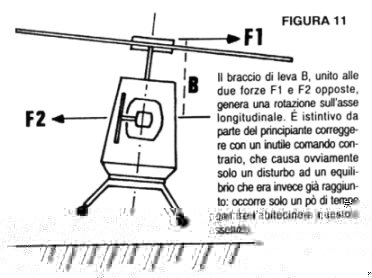 FIGURA 11
F1
B
F2
Il braccio di leva B, unito alle
due forze F1 e F2 opposte,
genera una rotazione sull'asse
longitudinale. É istintivo da
parte del principiante corregge-
re con un inutile comando con-
trario, che causa ovviamente
solo un disturbo ad un equili-
brio che era invece già raggiun-
to: occorre solo un pò di tempo